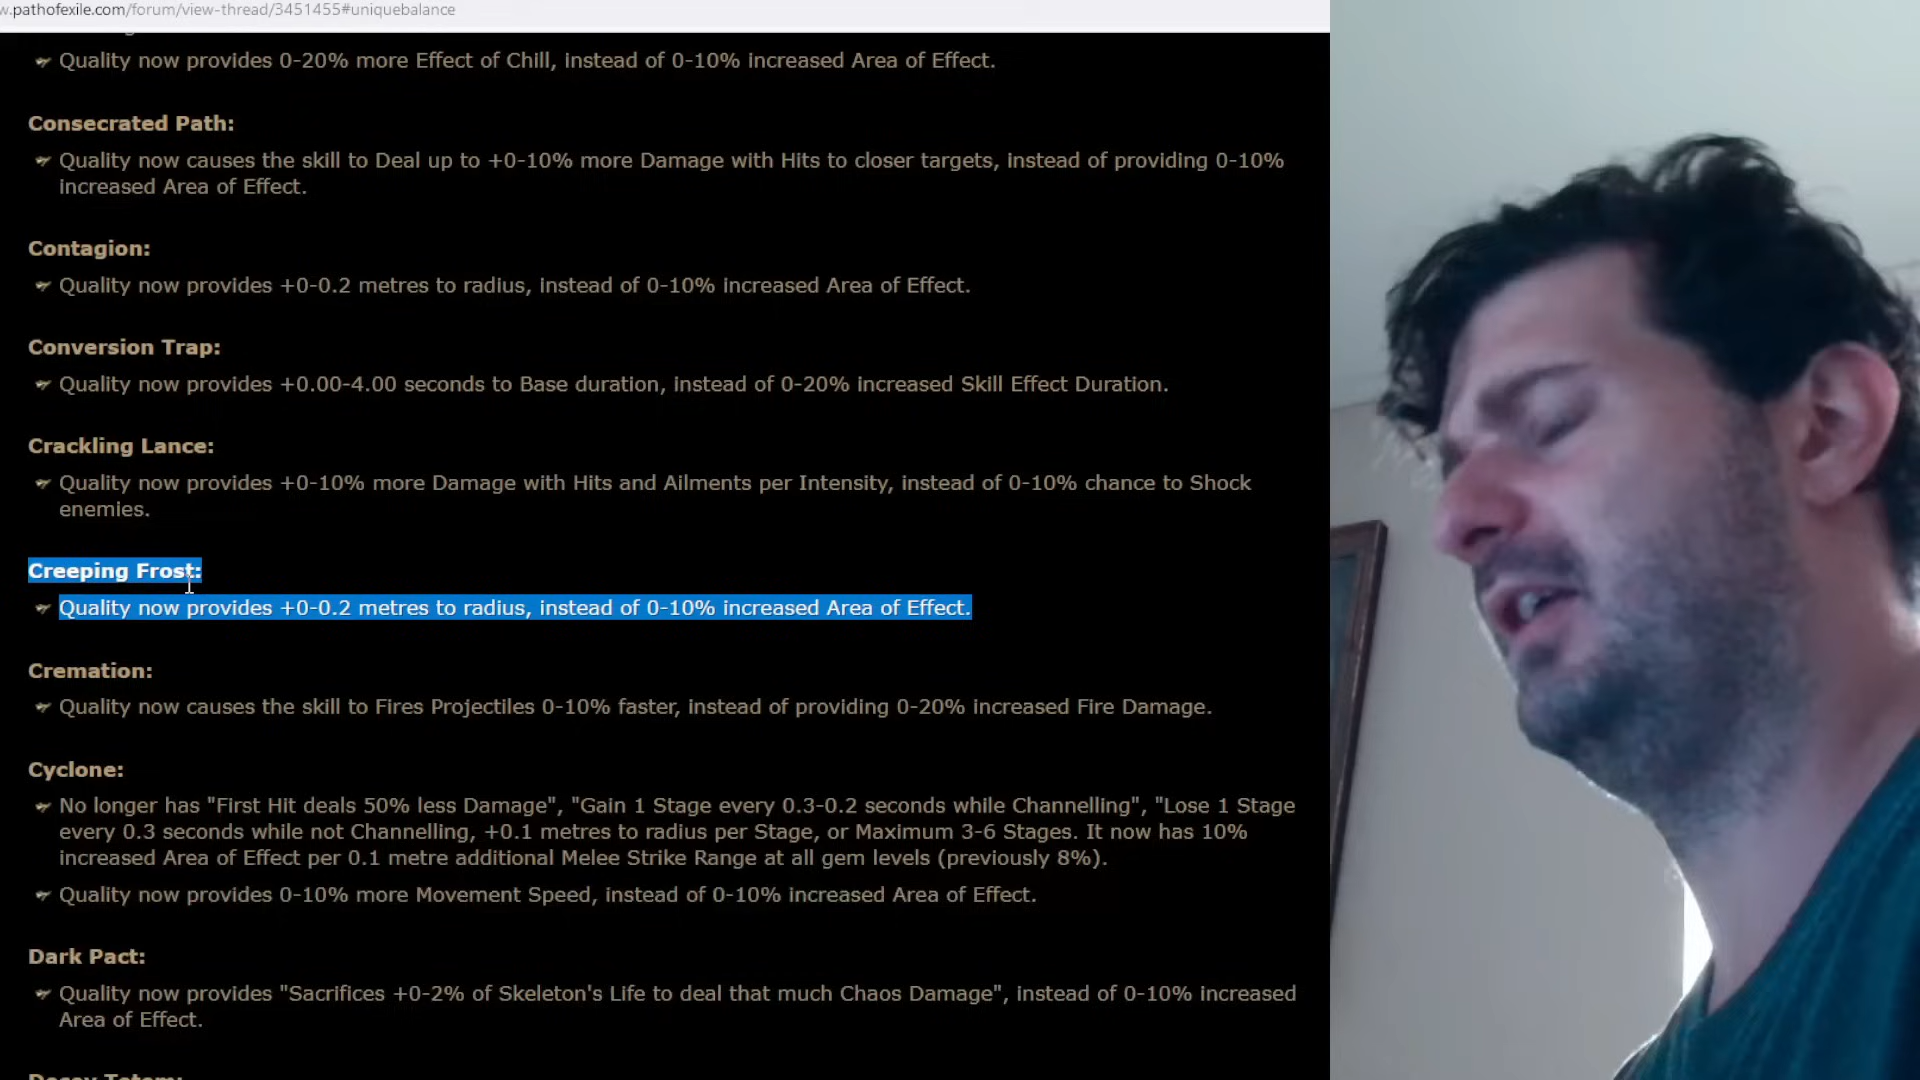 w.pathofexile.com/forum/view-thread/3451455#uniquebalance
Quality now provides 0-20% more Effect of Chill, instead of 0-10% increased Area of Effect.
Consecrated Path:
Quality now causes the skill to Deal up to +0-10% more Damage with Hits to closer targets, instead of providing 0-10%
increased Area of Effect.
Contagion:
Quality now provides +0-0.2 metres to radius, instead of 0-10% increased Area of Effect.
Conversion Trap:
Quality now provides +0.00-4.00 seconds to Base duration, instead of 0-20% increased Skill Effect Duration.
Crackling Lance:
Quality now provides +0-10% more Damage with Hits and Ailments per Intensity, instead of 0-10% chance to Shock
enemies.
Creeping Frost:
Quality now provides +0-0.2 metres to radius, instead of 0-10% increased Area of Effect.
Cremation:
Quality now causes the skill to Fires Projectiles 0-10% faster, instead of providing 0-20% increased Fire Damage.
Cyclone:
No longer has "First Hit deals 50% less Damage", "Gain 1 Stage every 0.3-0.2 seconds while Channelling", "Lose 1 Stage
every 0.3 seconds while not Channelling, +0.1 metres to radius per Stage, or Maximum 3-6 Stages. It now has 10%
increased Area of Effect per 0.1 metre additional Melee Strike Range at all gem levels (previously 8%).
Quality now provides 0-10% more Movement Speed, instead of 0-10% increased Area of Effect.
Dark Pact:
Quality now provides "Sacrifices +0-2% of Skeleton's Life to deal that much Chaos Damage", instead of 0-10% increased
Area of Effect.